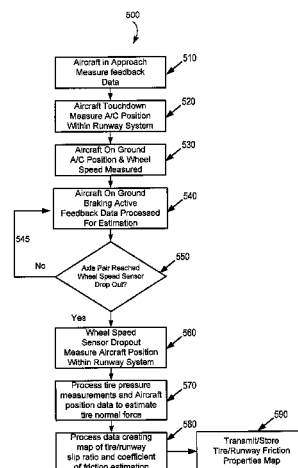 500
Aircraft in Approach
Measure feedback
Data
510
Aircraft Touchdown
Measure A/C Position
Within Runway System
520
Aircraft On Ground
A/C Position & Wheel
Speed Measured
530
Aircraft On Ground
Braking Active
Feedback Data Processed
For Estimation
540
545
No
Axle Pair Reached
Wheel Speed Sensor
Drop Out?
550
Yes
Wheel Speed
Sensor Dropout
Measure Aircraft Position
Within Runway System
560
Process tire pressure
measurements and Aircraft
position data to estimate
tire normal force
570
Process data creating
map of tire/runway
slip ratio and coefficient
of friction estimation
580
Transmit/Store
Tire/Runway Friction
Properties Map
590